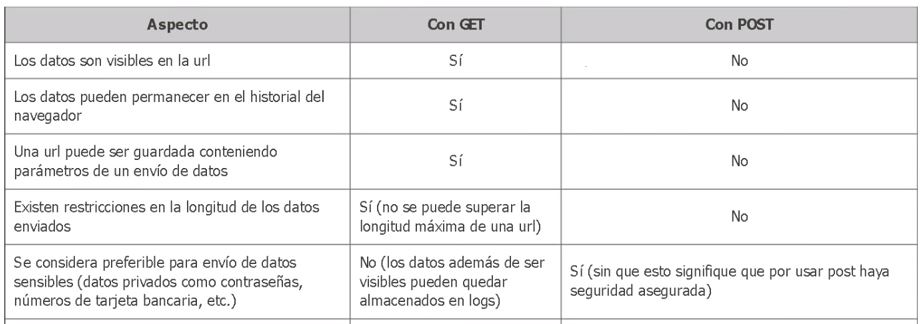 Aspecto Con GET Con POST
Los datos son visibles en la url Sí No
Los datos pueden permanecer en el historial del
navegador Sí No
Una url puede ser guardada conteniendo
parámetros de un envío de datos Sí No
Existen restricciones en la longitud de los datos
enviados
Sí (no se puede superar la
longitud máxima de una url)
No
Se considera preferible para envío de datos
sensibles (datos privados como contraseñas,
números de tarjeta bancaria, etc.)
No (los datos además de ser
visibles pueden quedar
almacenados en logs)
Sí (sin que esto signifique que por usar post haya
seguridad asegurada)